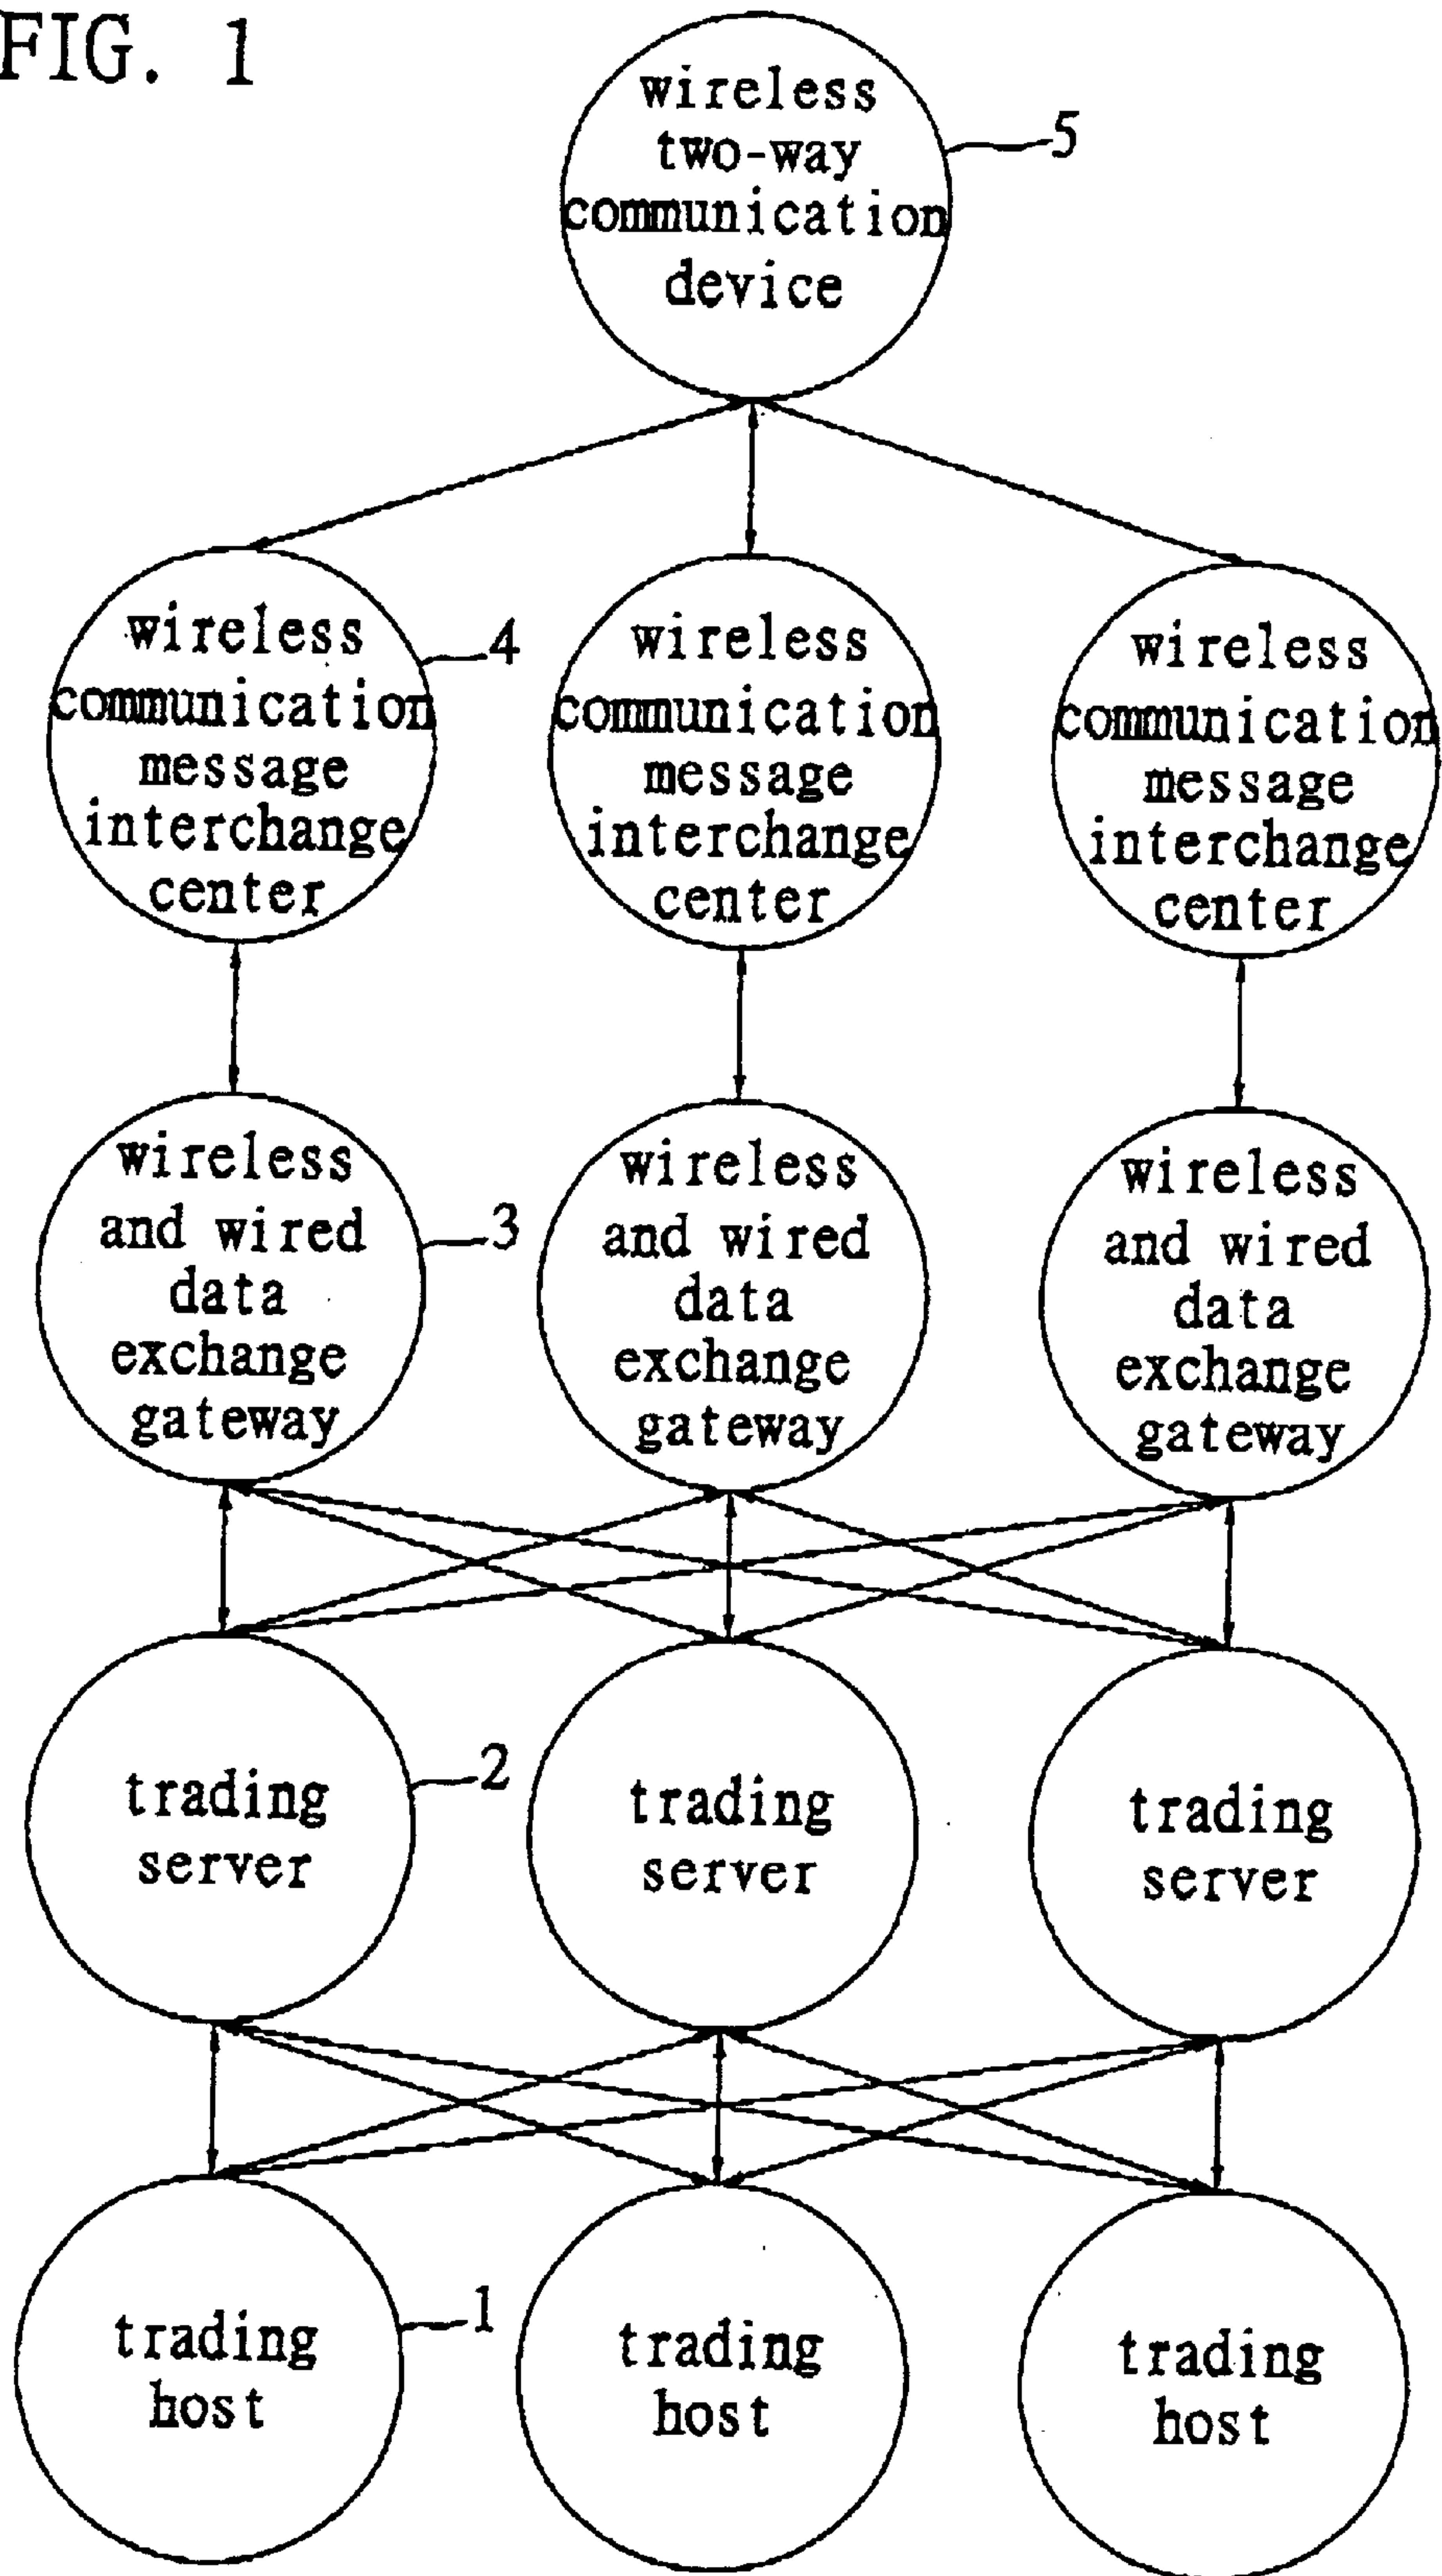 FIG. 1
wireless
two-way
communication
device
5
wireless
communication
message
interchange
center
4
wireless
communication
message
interchange
center
wireless
communication
message
interchange
center
wireless
and wired
data
exchange
gateway
3
wireless
and wired
data
exchange
gateway
wireless
and wired
data
exchange
gateway
trading
server
2
trading
server
trading
server
trading
host
1
trading
host
trading
host